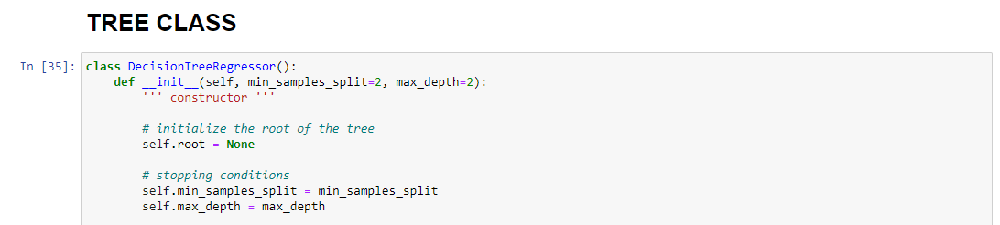 TREE CLASS
In [35]: class DecisionTreeRegressor():
    def __init__(self, min_samples_split=2, max_depth=2):
        ''' constructor '''
        # initialize the root of the tree
        self.root = None
        # stopping conditions
        self.min_samples_split = min_samples_split
        self.max_depth = max_depth